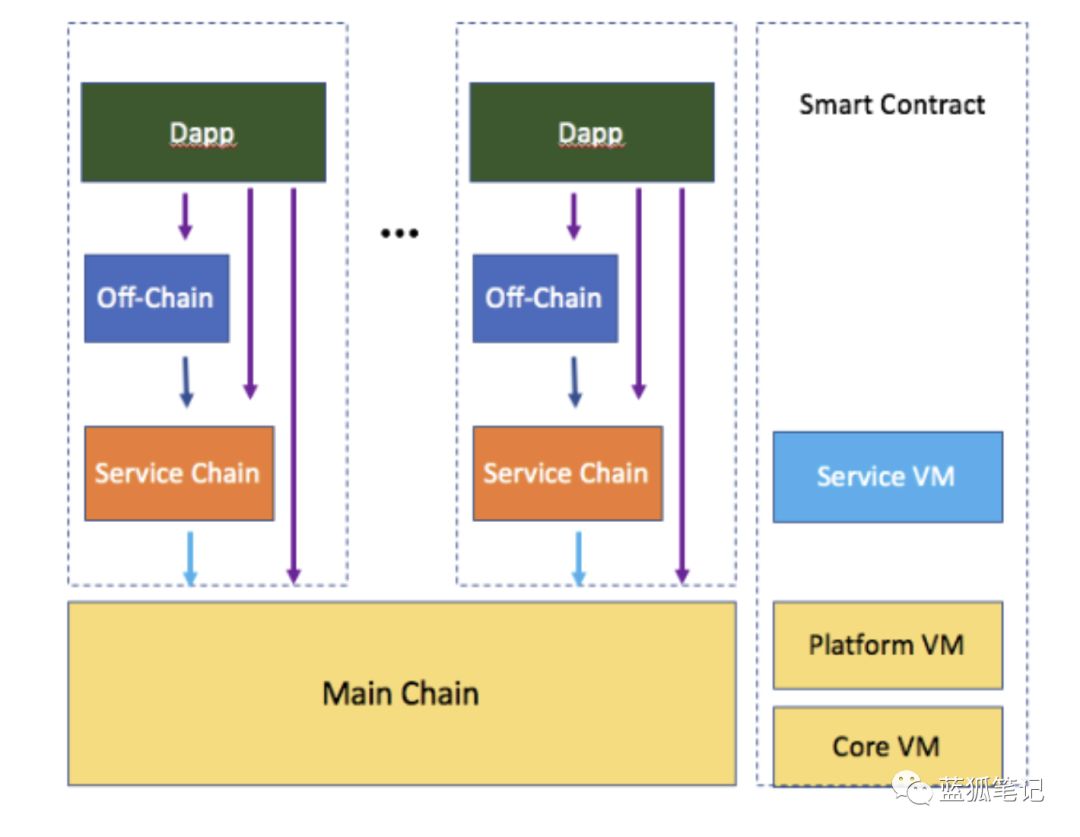 Dapp
Off-Chain
Service Chain
...
Dapp
Off-Chain
Service Chain
Main Chain
Smart Contract
Service VM
Platform VM
Core VM
蓝狐笔记